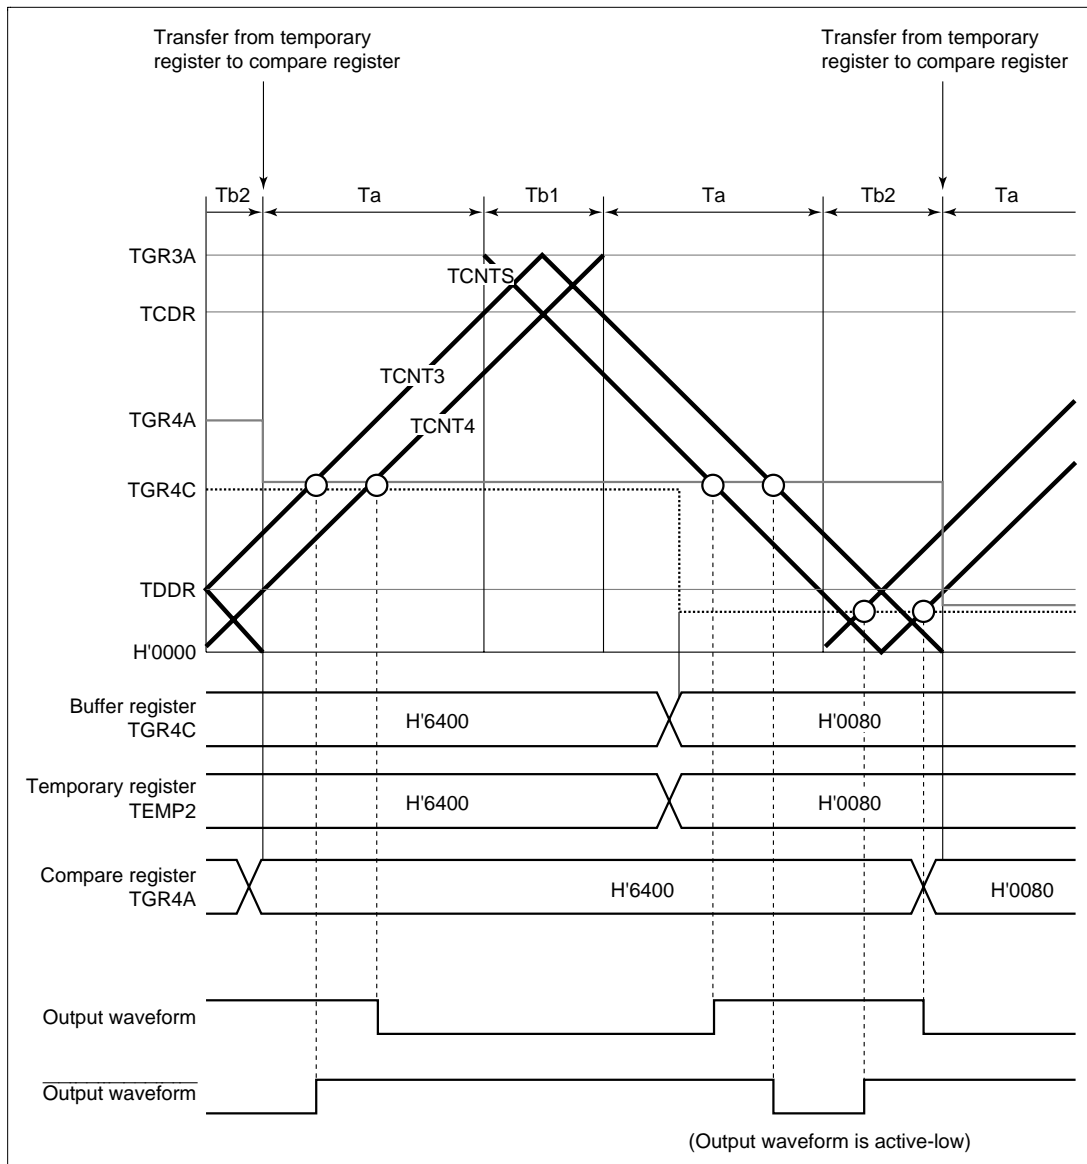 Transfer from temporary
register to compare register
Transfer from temporary
register to compare register
Tb2 Ta Tb1 Ta Tb2 Ta
TGR3A
TCNTS
TCDR
TCNT3
TGR4A
TCNT4
TGR4C
TDDR
H'0000
Buffer register
TGR4C
H'6400 H'0080
Temporary register
TEMP2
H'6400 H'0080
Compare register
TGR4A
H'6400 H'0080
Output waveform
Output waveform
(Output waveform is active-low)